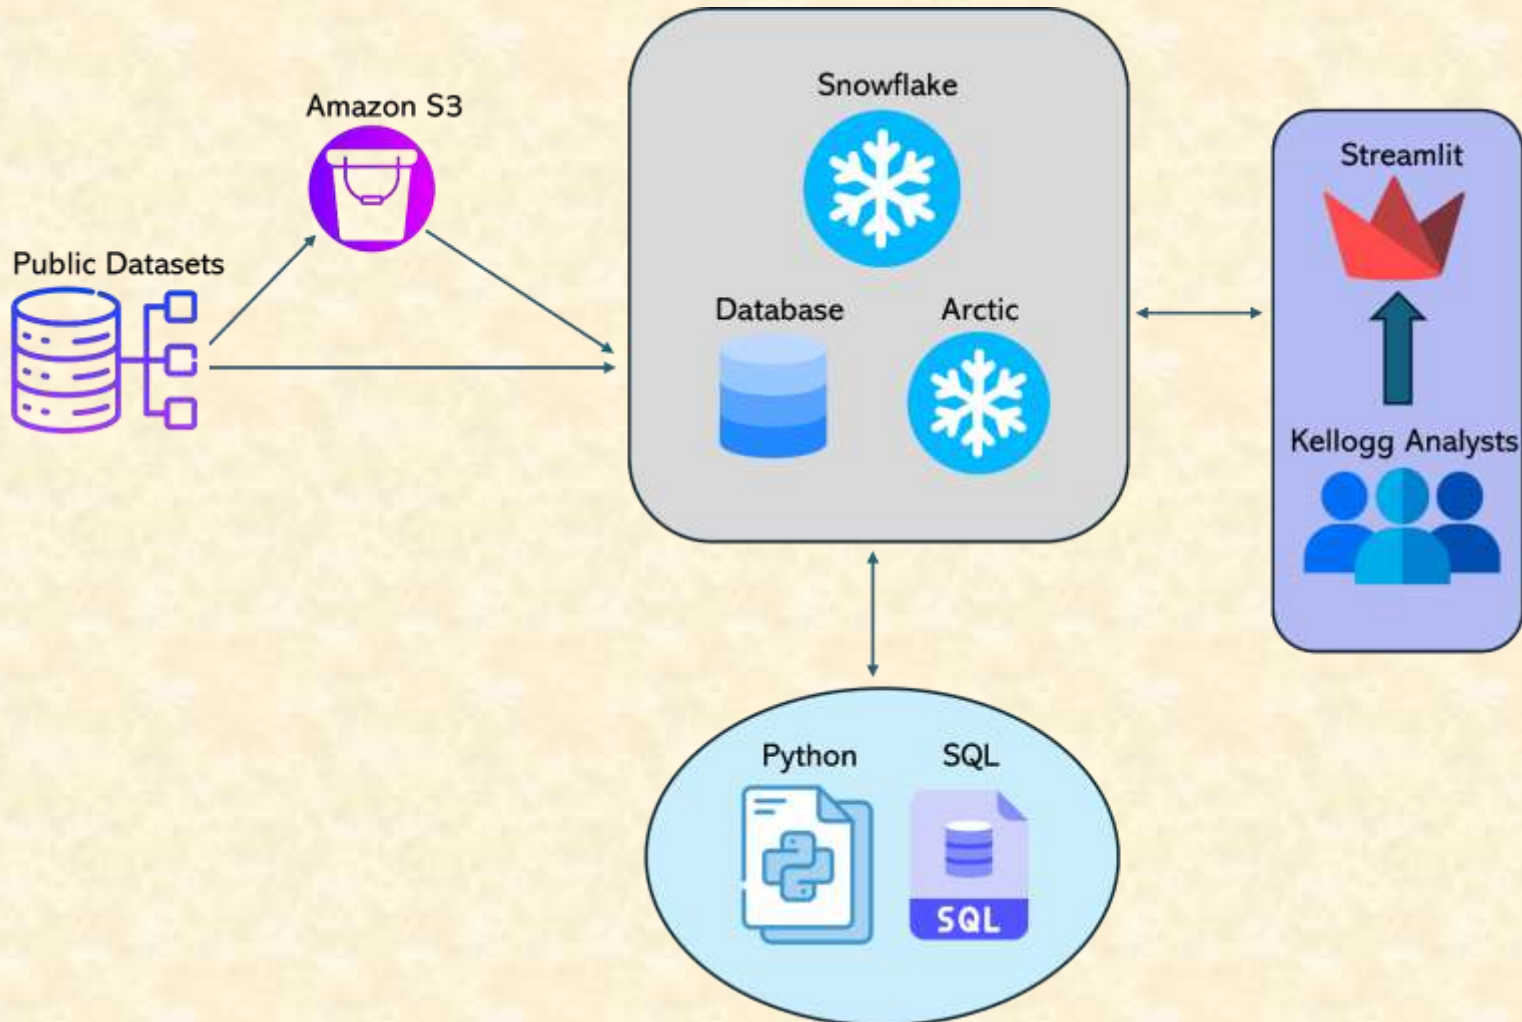 Public Datasets
Amazon S3
Snowflake
Database
Arctic
Streamlit
Kellogg Analysts
Python
SQL
SQL